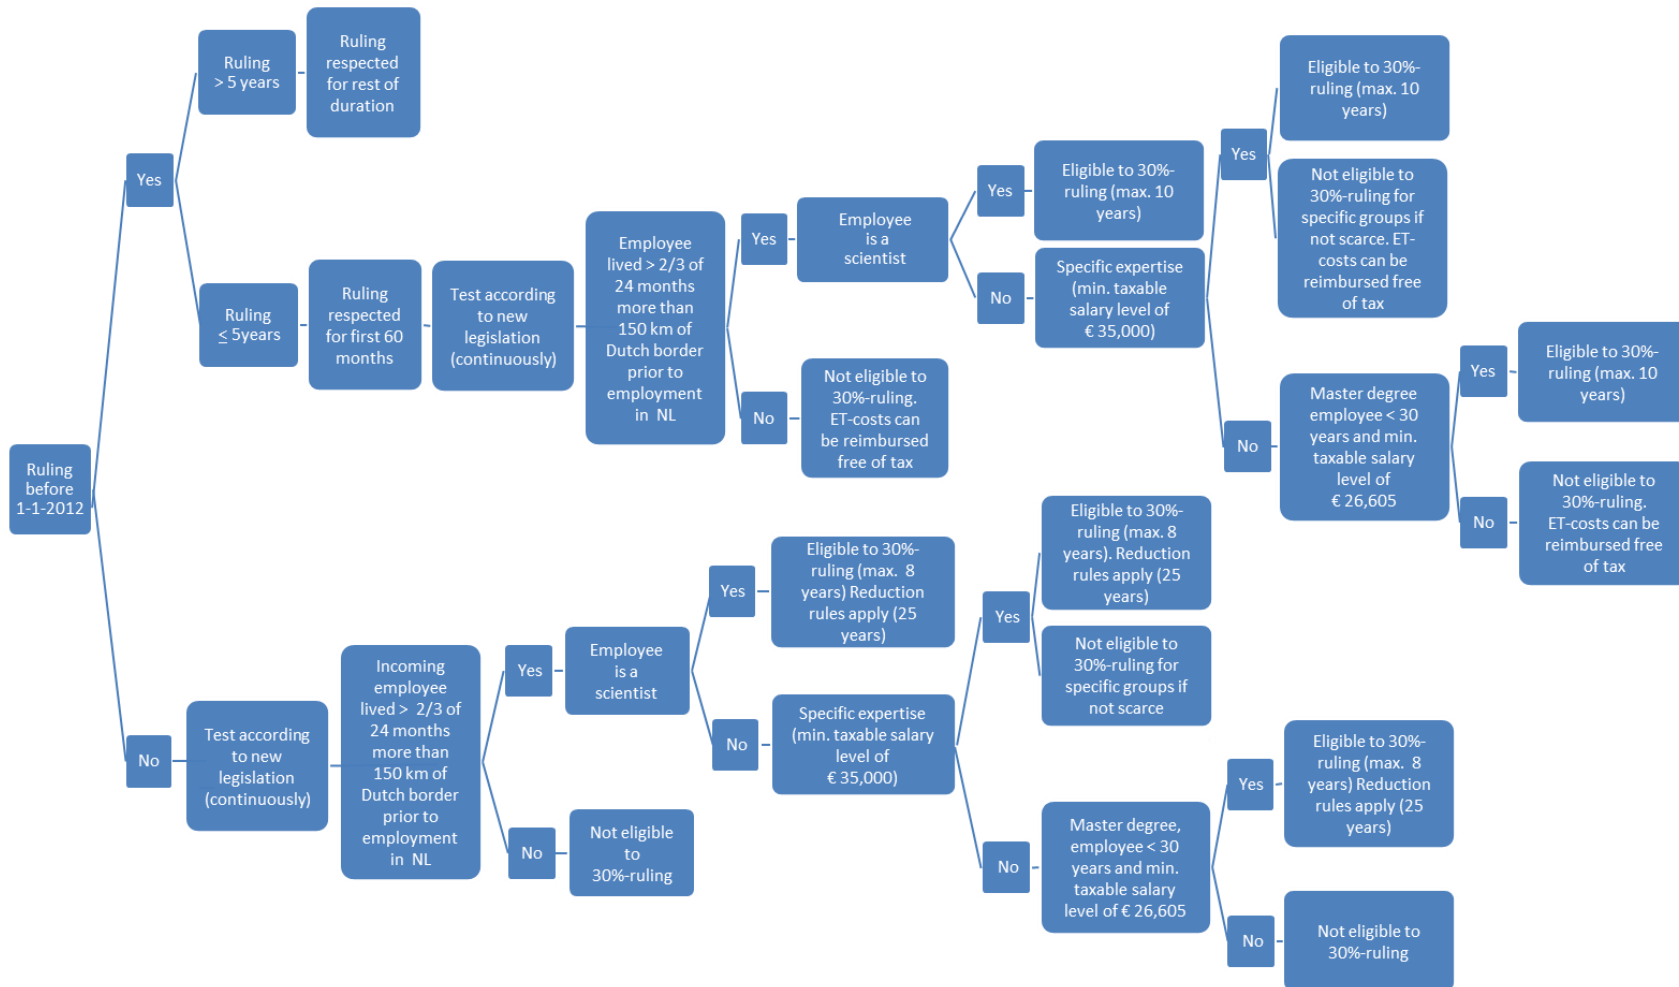 Ruling
before
1-1-2012
Yes
Ruling
> 5 years
Ruling
respected
for rest of
duration
Ruling
≤ 5years
Ruling
respected
for first 60
months
Test according
to new
legislation
(continuously)
Employee
lived > 2/3 of
24 months
more than
150 km of
Dutch border
prior to
employment
in NL
Yes
Employee
is a
scientist
Yes
Eligible to 30%-
ruling (max. 10
years)
No
Specific expertise
(min. taxable
salary level of
€ 35,000)
Yes
Eligible to 30%-
ruling (max. 10
years)
Not eligible to
30%-ruling for
specific groups if
not scarce. ET-
costs can be
reimbursed free
of tax
No
Master degree
employee < 30
years and min.
taxable salary
level of
€ 26,605
Yes
Eligible to 30%-
ruling (max. 10
years)
No
Not eligible to
30%-ruling.
ET-costs can be
reimbursed free
of tax
No
Not eligible to
30%-ruling.
ET-costs can
be reimbursed
free of tax
No
Test according
to new
legislation
(continuously)
Incoming
employee
lived > 2/3 of
24 months
more than
150 km of
Dutch border
prior to
employment
in NL
Yes
Employee
is a
scientist
Yes
Eligible to 30%-
ruling (max. 8
years) Reduction
rules apply (25
years)
No
Specific expertise
(min. taxable salary
level of
€ 35,000)
Yes
Eligible to 30%-
ruling (max. 8
years). Reduction
rules apply (25
years)
Not eligible to
30%-ruling for
specific groups if
not scarce
No
Master degree,
employee < 30
years and min.
taxable salary
level of € 26,605
Yes
Eligible to 30%-
ruling (max. 8
years) Reduction
rules apply (25
years)
No
Not eligible to
30%-ruling
No
Not eligible
to
30%-ruling